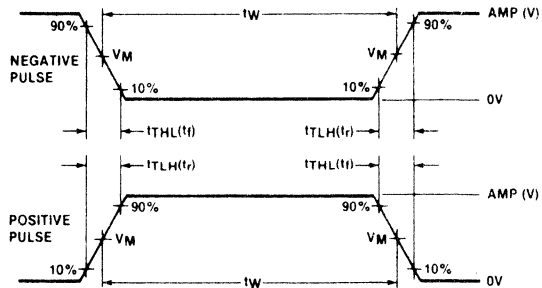 tW
90%
90%
AMP (V)
NEGATIVE
PULSE
VM
VM
10%
10%
0V
tTHL(tf)
tTLH(tr)
tTLH(tr)
tTHL(tf)
AMP (V)
90%
90%
POSITIVE
PULSE
VM
VM
10%
10%
tW
0V